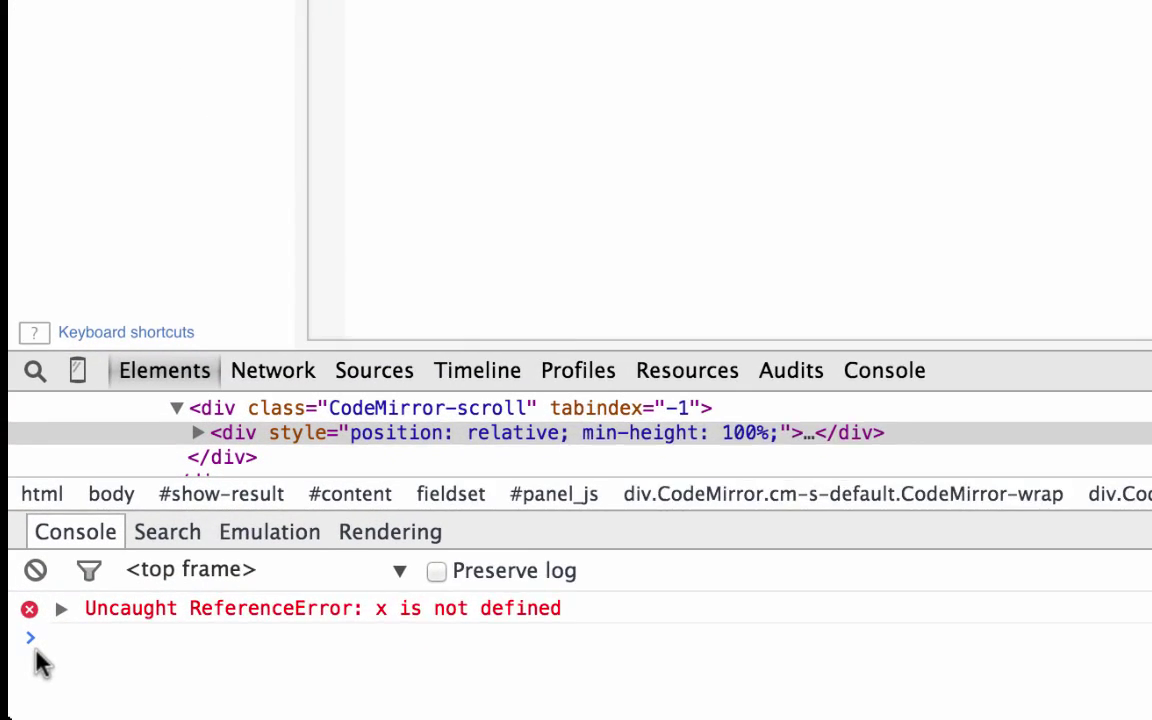 ? Keyboard shortcuts
Elements Network Sources Timeline Profiles Resources Audits Console
▼<div class="CodeMirror-scroll" tabindex="-1">
▶<div style="position: relative; min-height: 100%;">…</div>
</div>
html body #show-result #content fieldset #panel_js div.CodeMirror.cm-s-default.CodeMirror-wrap div.Co
Console Search Emulation Rendering
<top frame> ▼ Preserve log
▶ Uncaught ReferenceError: x is not defined
>